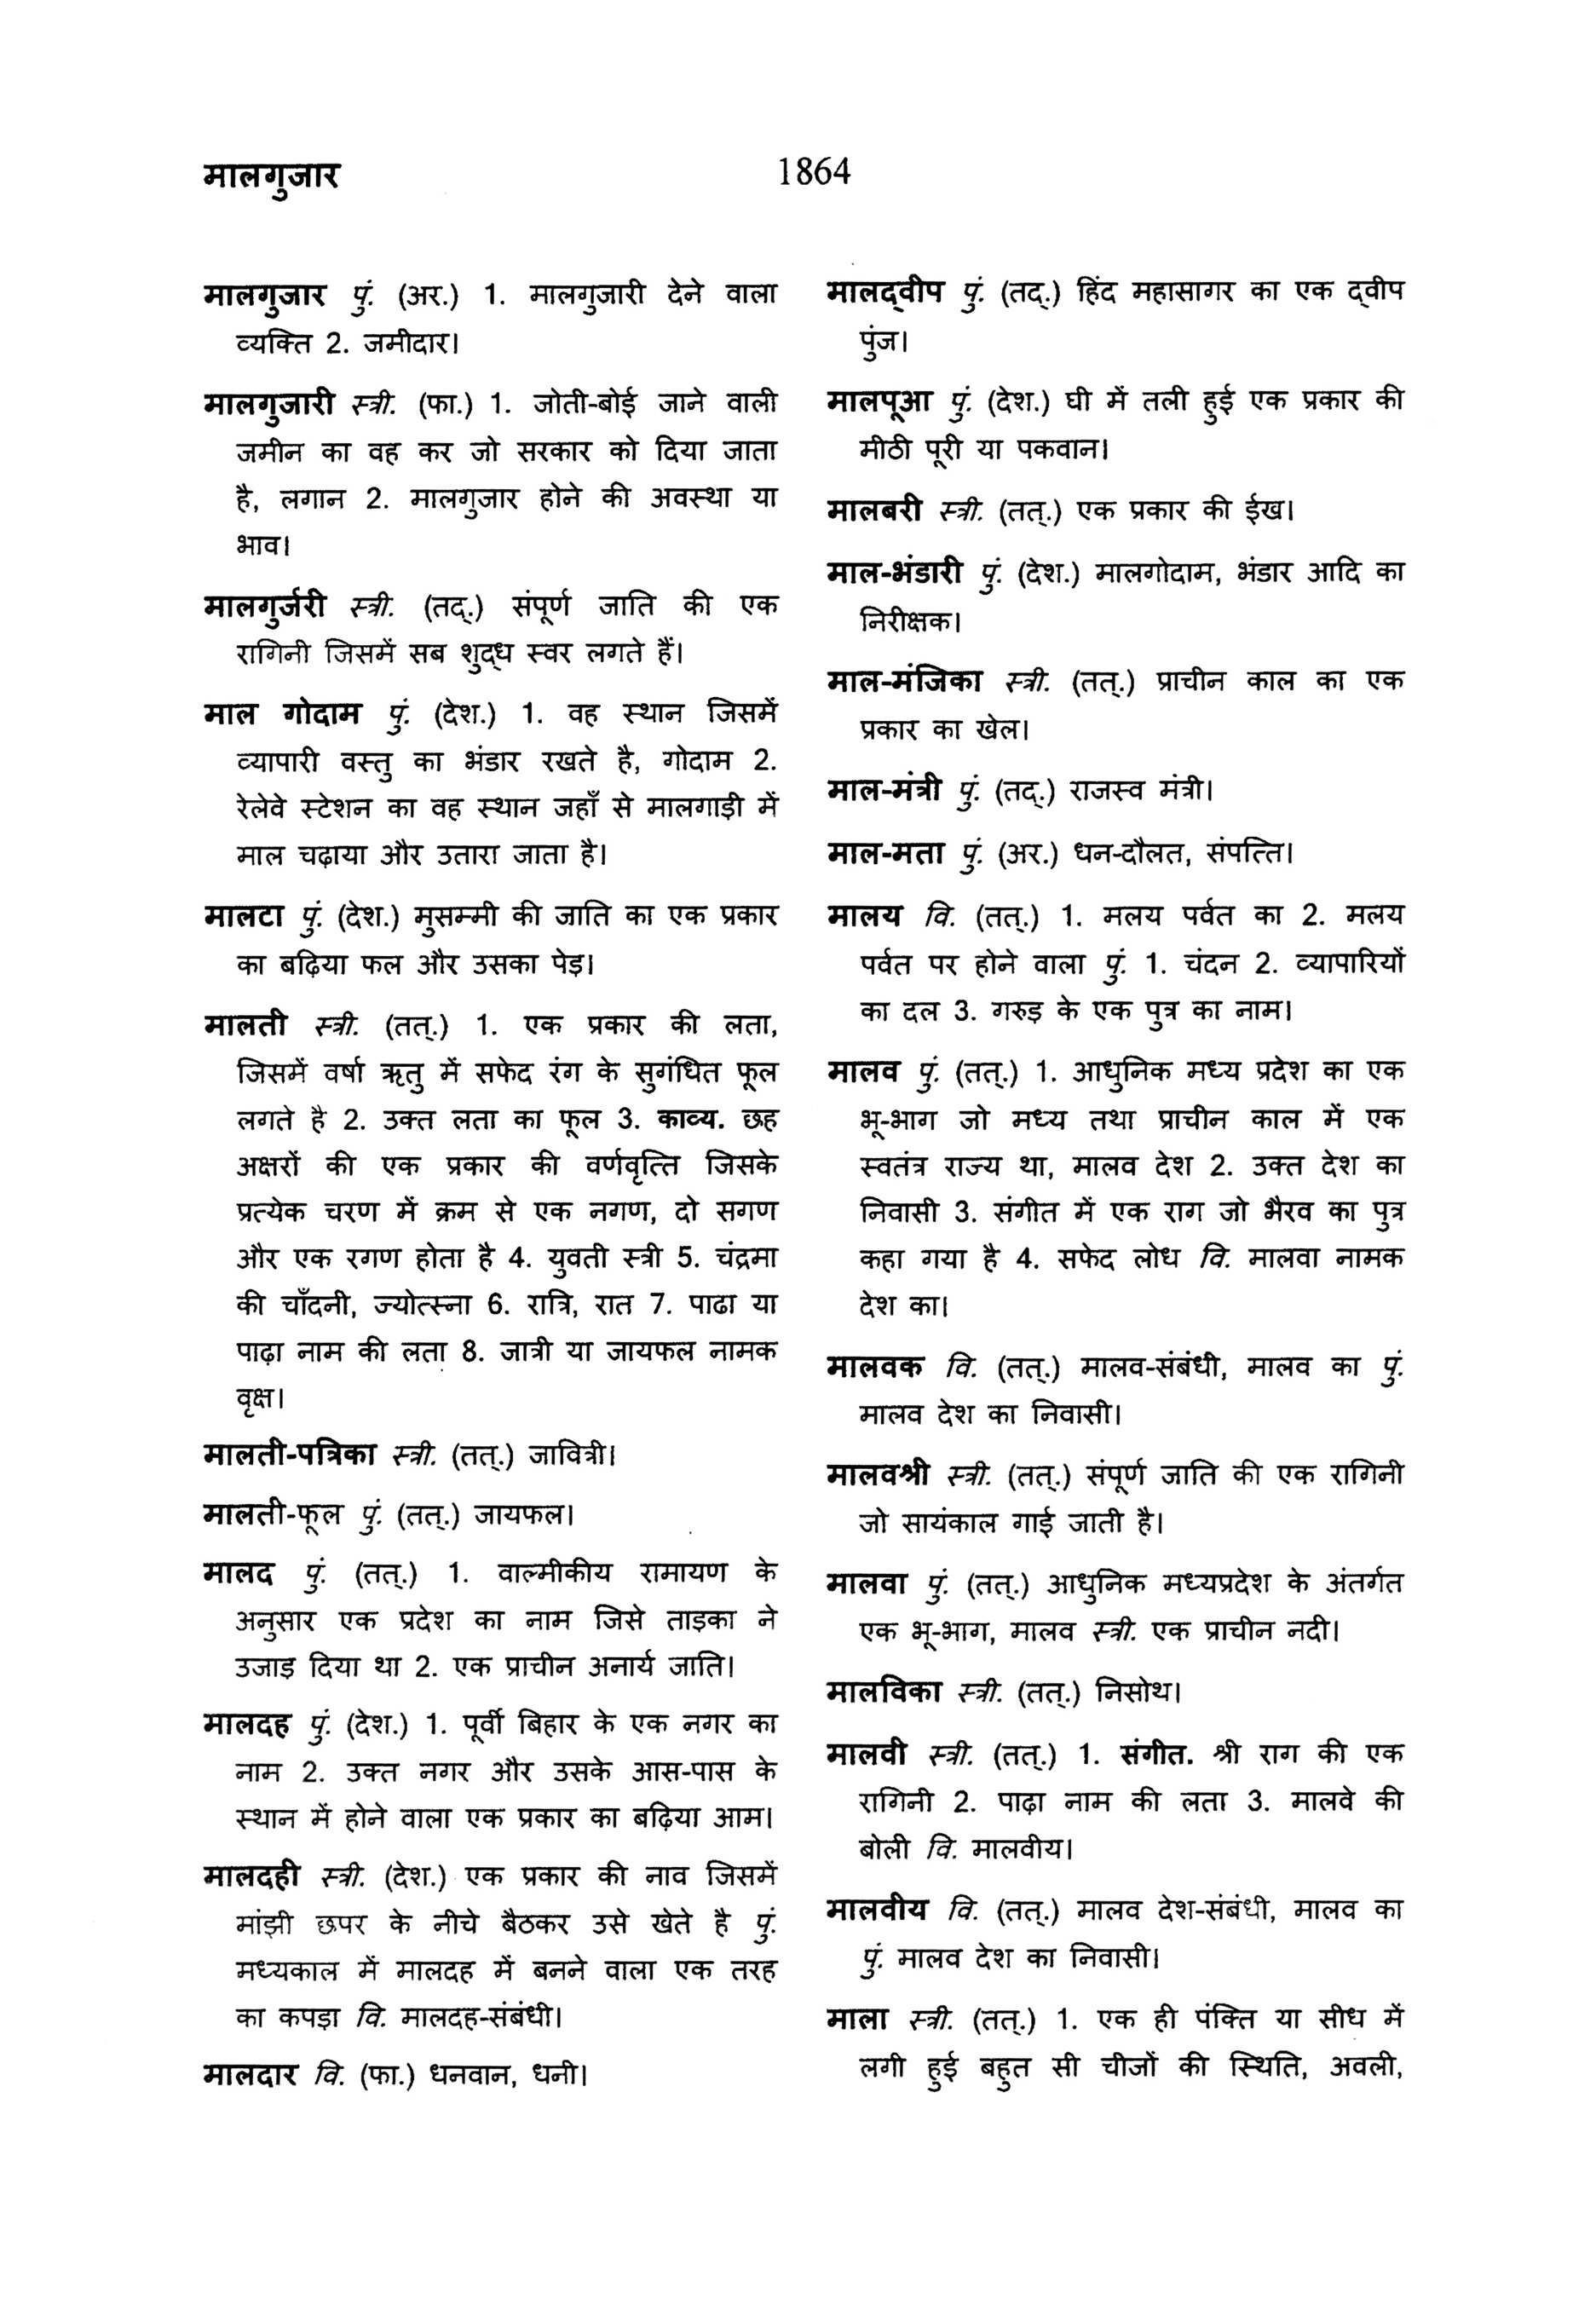 मालगुजार
1864
मालगुजार पुं. (अर.) 1. मालगुजारी देने वाला
व्यक्ति 2. जमीदार।
मालगुजारी स्त्री. (फा.) 1. जोती-बोई जाने वाली
जमीन का वह कर जो सरकार को दिया जाता
है, लगान 2. मालगुजार होने की अवस्था या
भाव।
मालगुर्जरी स्त्री. (तद्.) संपूर्ण जाति की एक
रागिनी जिसमें सब शुद्ध स्वर लगते हैं।
माल गोदाम पुं. (देश.) 1. वह स्थान जिसमें
व्यापारी वस्तु का भंडार रखते है, गोदाम 2.
रेलेवे स्टेशन का वह स्थान जहाँ से मालगाड़ी में
माल चढ़ाया और उतारा जाता है।
मालटा पुं. (देश.) मुसम्मी की जाति का एक प्रकार
का बढ़िया फल और उसका पेड़।
मालती स्त्री. (तत्.) 1. एक प्रकार की लता,
जिसमें वर्षा ऋतु में सफेद रंग के सुगंधित फूल
लगते है 2. उक्त लता का फूल 3. काव्य. छह
अक्षरों की एक प्रकार की वर्णवृत्ति जिसके
प्रत्येक चरण में क्रम से एक नगण, दो सगण
और एक रगण होता है 4. युवती स्त्री 5. चंद्रमा
की चाँदनी, ज्योत्स्ना 6. रात्रि, रात 7. पाढा या
पाढ़ा नाम की लता 8. जात्री या जायफल नामक
वृक्ष।
मालती-पत्रिका स्त्री. (तत्.) जावित्री।
मालती-फूल पुं. (तत्.) जायफल।
मालद पुं. (तत्.) 1. वाल्मीकीय रामायण के
अनुसार एक प्रदेश का नाम जिसे ताड़का ने
उजाड़ दिया था 2. एक प्राचीन अनार्य जाति।
मालदह पुं. (देश.) 1. पूर्वी बिहार के एक नगर का
नाम 2. उक्त नगर और उसके आस-पास के
स्थान में होने वाला एक प्रकार का बढ़िया आम।
मालदही स्त्री. (देश.) एक प्रकार की नाव जिसमें
मांझी छपर के नीचे बैठकर उसे खेते है पुं.
मध्यकाल में मालदह में बनने वाला एक तरह
का कपड़ा वि. मालदह-संबंधी।
मालदार वि. (फा.) धनवान, धनी।
मालद्वीप पुं. (तद्.) हिंद महासागर का एक द्वीप
पुंज।
मालपूआ पुं. (देश.) घी में तली हुई एक प्रकार की
मीठी पूरी या पकवान।
मालबरी स्त्री. (तत्.) एक प्रकार की ईख।
माल-भंडारी पुं. (देश.) मालगोदाम, भंडार आदि का
निरीक्षक।
माल-मंजिका स्त्री. (तत्.) प्राचीन काल का एक
प्रकार का खेल।
माल-मंत्री पुं. (तद्.) राजस्व मंत्री।
माल-मता पुं. (अर.) धन-दौलत, संपत्ति।
मालय वि. (तत्.) 1. मलय पर्वत का 2. मलय
पर्वत पर होने वाला पुं. 1. चंदन 2. व्यापारियों
का दल 3. गरुड़ के एक पुत्र का नाम।
मालव पुं. (तत्.) 1. आधुनिक मध्य प्रदेश का एक
भू-भाग जो मध्य तथा प्राचीन काल में एक
स्वतंत्र राज्य था, मालव देश 2. उक्त देश का
निवासी 3. संगीत में एक राग जो भैरव का पुत्र
कहा गया है 4. सफेद लोध वि. मालवा नामक
देश का।
मालवक वि. (तत्.) मालव-संबंधी, मालव का पुं.
मालव देश का निवासी।
मालवश्री स्त्री. (तत्.) संपूर्ण जाति की एक रागिनी
जो सायंकाल गाई जाती है।
मालवा पुं. (तत्.) आधुनिक मध्यप्रदेश के अंतर्गत
एक भू-भाग, मालव स्त्री. एक प्राचीन नदी।
मालविका स्त्री. (तत्.) निसोथ।
मालवी स्त्री. (तत्.) 1. संगीत. श्री राग की एक
रागिनी 2. पाढ़ा नाम की लता 3. मालवे की
बोली वि. मालवीय।
मालवीय वि. (तत्.) मालव देश-संबंधी, मालव का
पुं. मालव देश का निवासी।
माला स्त्री. (तत्.) 1. एक ही पंक्ति या सीध में
लगी हुई बहुत सी चीजों की स्थिति, अवली,